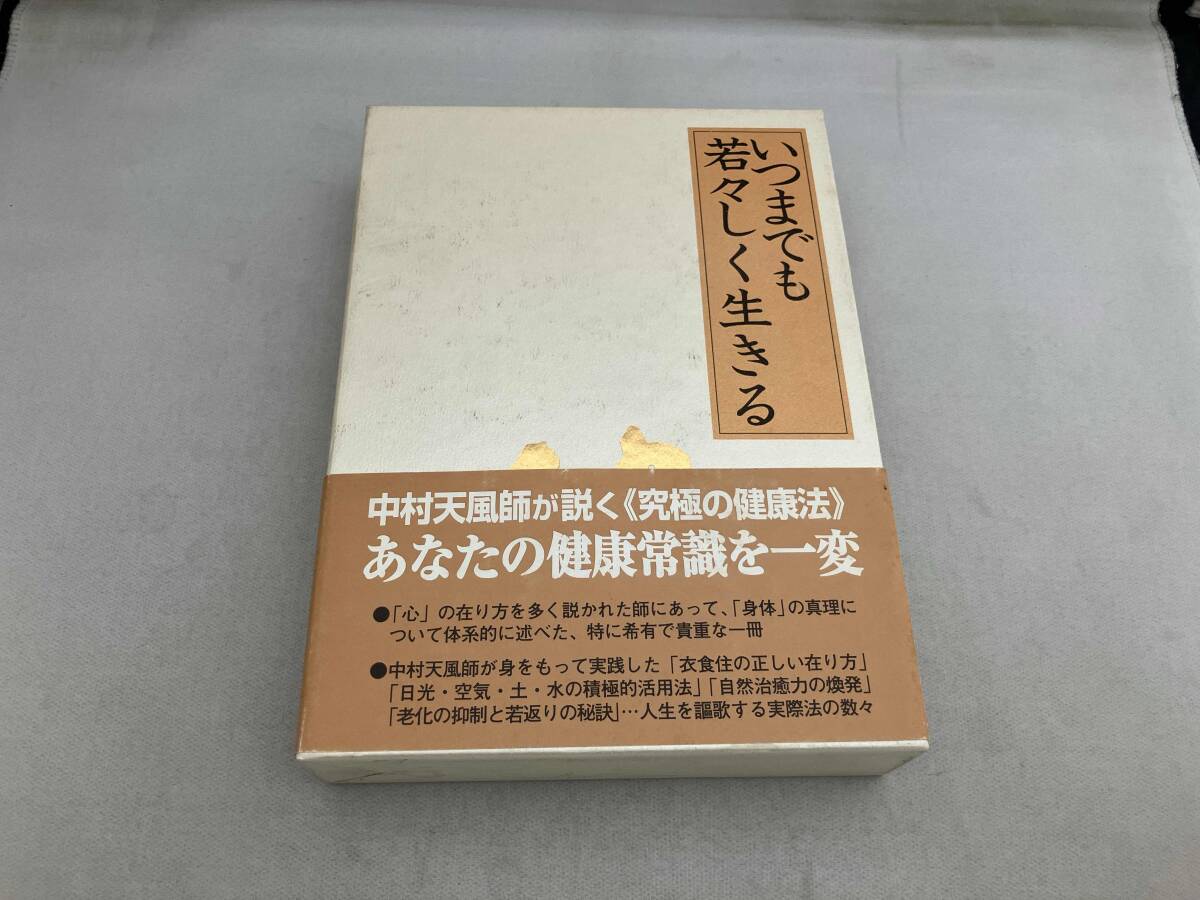 いつまでも
若々しく生きる
中村天風師が説く《究極の健康法》
あなたの健康常識を一変
●「心」の在り方を多く説かれた師にあって、「身体」の真理に
ついて体系的に述べた、特に希有で貴重な一冊
●中村天風師が身をもって実践した「衣食住の正しい在り方」
「日光・空気・土・水の積極的活用法」「自然治癒力の煥発」
「老化の抑制と若返りの秘訣」…人生を謳歌する実際法の数々